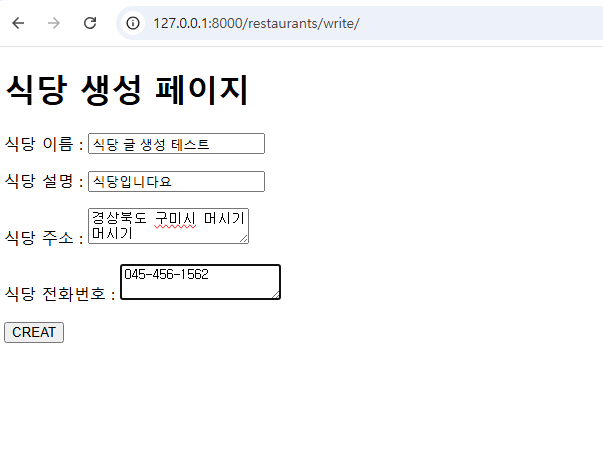 127.0.0.1:8000/restaurants/write/
식당 생성 페이지
식당 이름 : 식당 글 생성 테스트
식당 설명 : 식당입니다요
식당 주소 : 경상북도 구미시 머시기
머시기
식당 전화번호 : 045-456-1562
CREAT